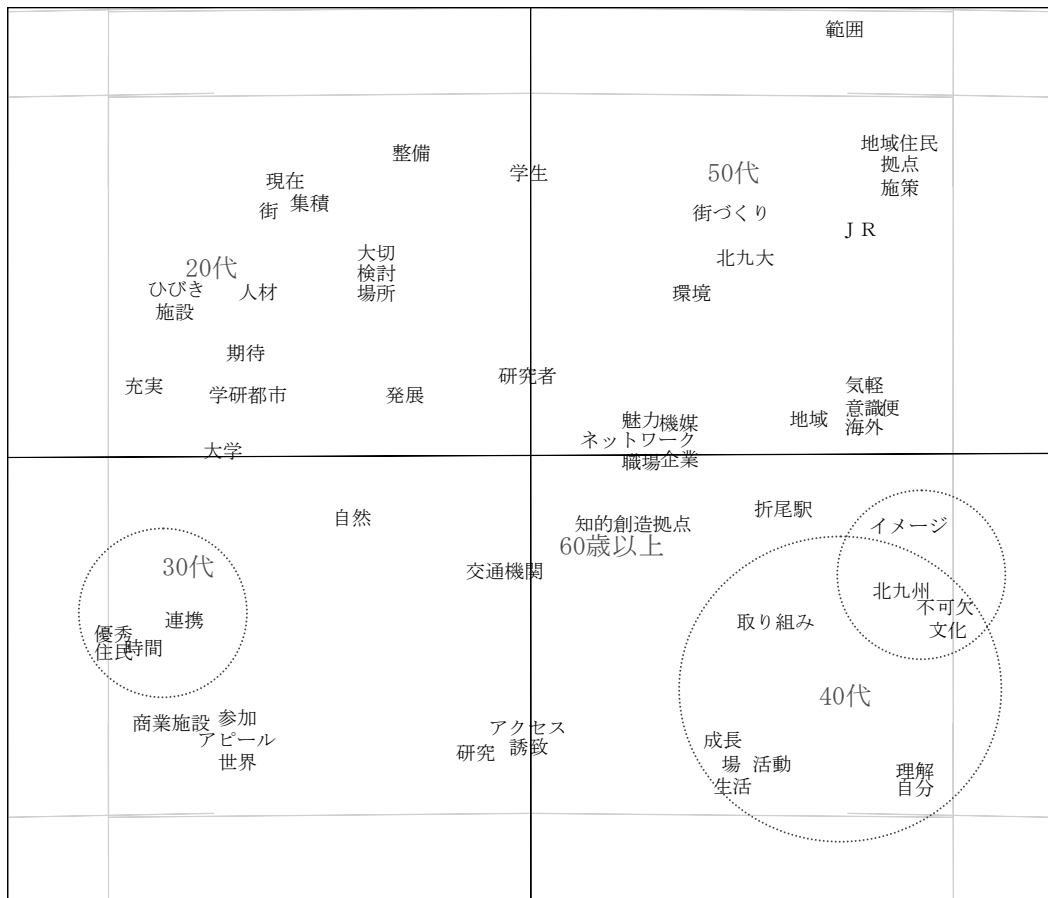 範囲
整備
学生
地域住民
拠点
施策
50代
現在
街 集積
街づくり
ＪＲ
大切
検討
場所
北九大
20代
ひびき
人材
施設
環境
期待
研究者
充実
学研都市
発展
気軽
意識便
海外
地域
魅力機媒
ネットワーク
職場企業
大学
自然
折尾駅
知的創造拠点
60歳以上
イメージ
30代
交通機関
北九州
不可欠
文化
連携
取り組み
優秀
住民時間
40代
商業施設
参加
アピール
世界
アクセス
誘致
研究
成長
場 活動
生活
理解
自分